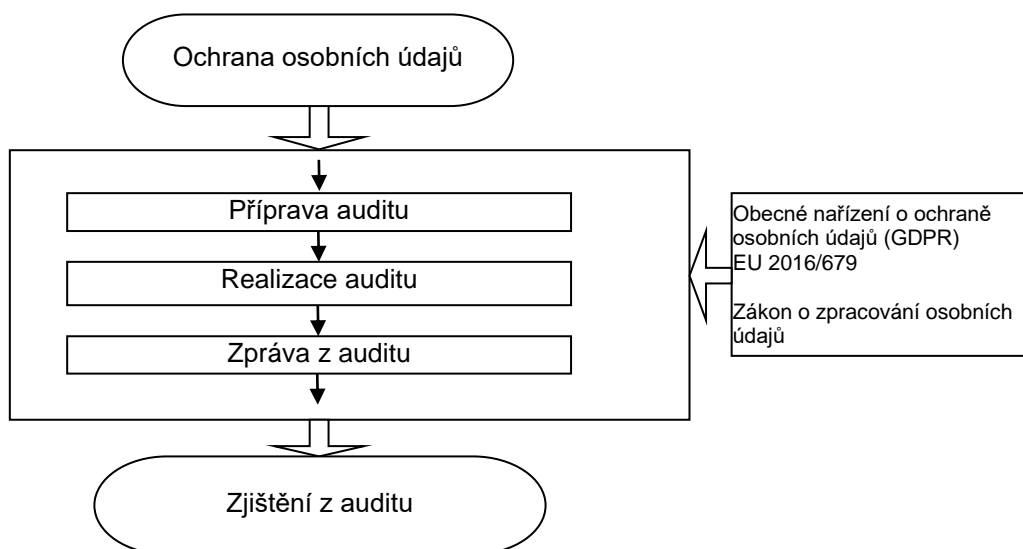 Ochrana osobních údajů
Příprava auditu
Realizace auditu
Zpráva z auditu
Obecné nařízení o ochraně
osobních údajů (GDPR)
EU 2016/679
Zákon o zpracování osobních
údajů
Zjištění z auditu